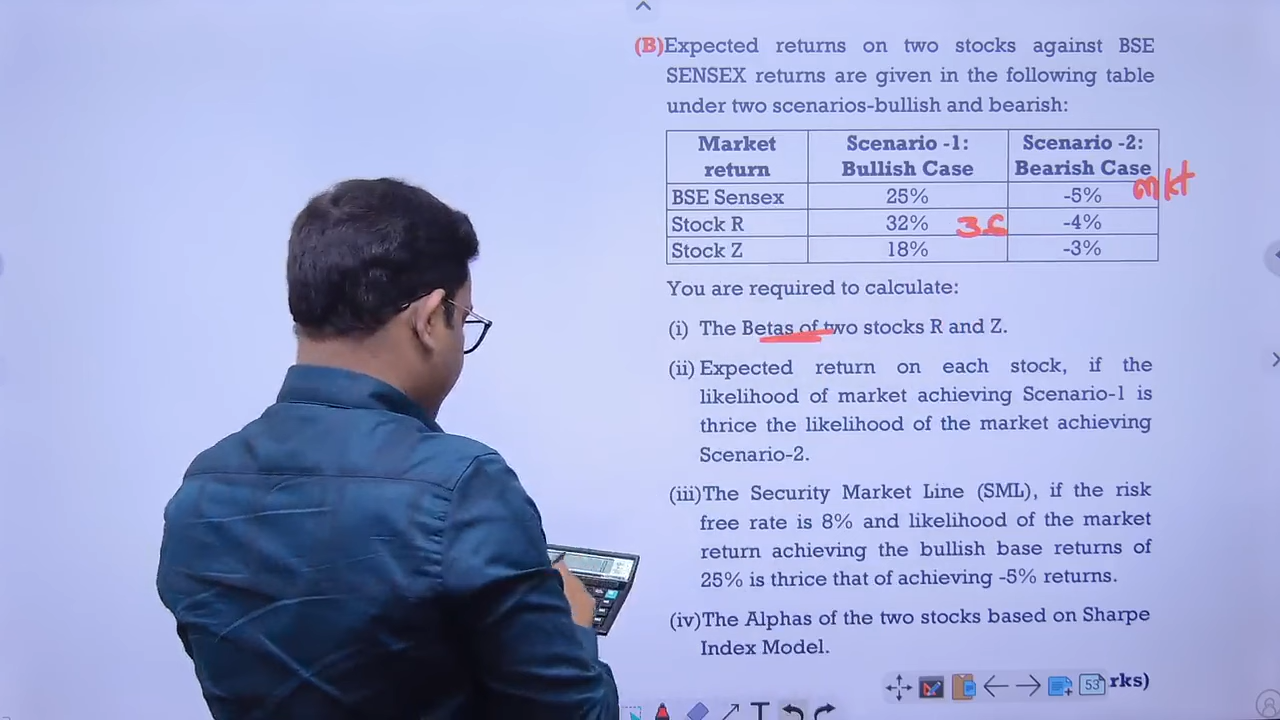 (B)Expected returns on two stocks against BSE
SENSEX returns are given in the following table
under two scenarios-bullish and bearish:
Market return | Scenario -1: Bullish Case | Scenario -2: Bearish Case
mkt
BSE Sensex 25% -5%
Stock R 32% 36 -4%
Stock Z 18% -3%
You are required to calculate:
(i) The Betas of two stocks R and Z.
(ii) Expected return on each stock, if the
likelihood of market achieving Scenario-1 is
thrice the likelihood of the market achieving
Scenario-2.
(iii)The Security Market Line (SML), if the risk
free rate is 8% and likelihood of the market
return achieving the bullish base returns of
25% is thrice that of achieving -5% returns.
(iv)The Alphas of the two stocks based on Sharpe
Index Model.
53 rks)
T